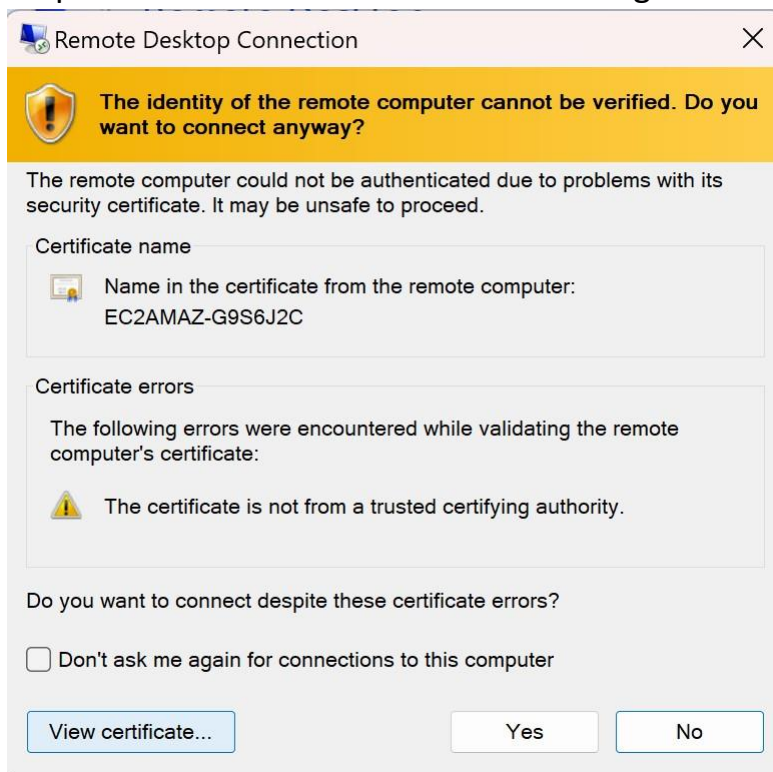 Remote Desktop Connection
The identity of the remote computer cannot be verified. Do you
want to connect anyway?
The remote computer could not be authenticated due to problems with its
security certificate. It may be unsafe to proceed.
Certificate name
Name in the certificate from the remote computer:
EC2AMAZ-G9S6J2C
Certificate errors
The following errors were encountered while validating the remote
computer's certificate:
The certificate is not from a trusted certifying authority.
Do you want to connect despite these certificate errors?
Don't ask me again for connections to this computer
View certificate...
Yes
No